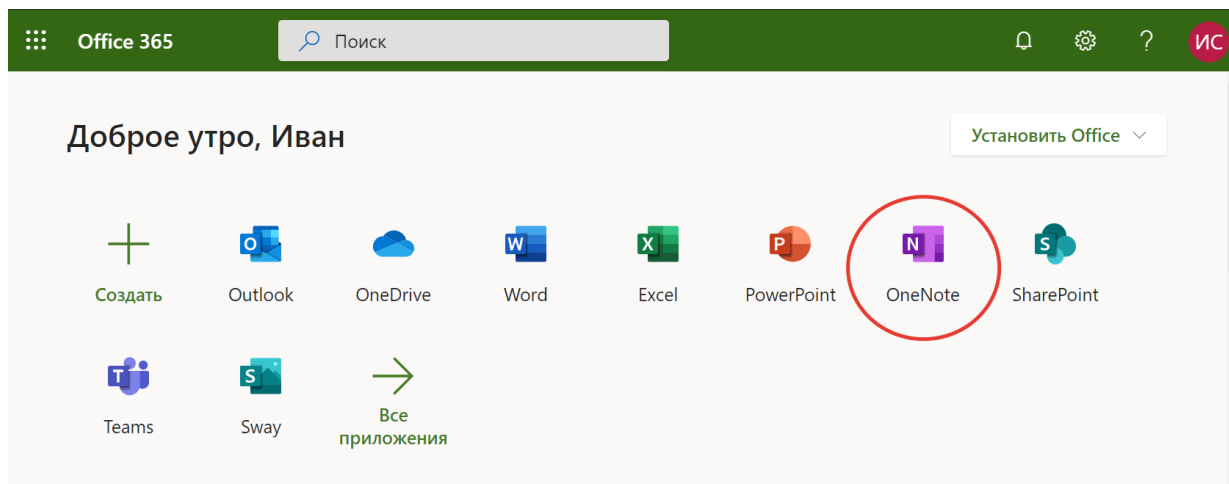 Office 365
Поиск
?
ИС
Доброе утро, Иван
Установить Office
Создать
Outlook
OneDrive
Word
Excel
PowerPoint
OneNote
SharePoint
Teams
Sway
Все
приложения